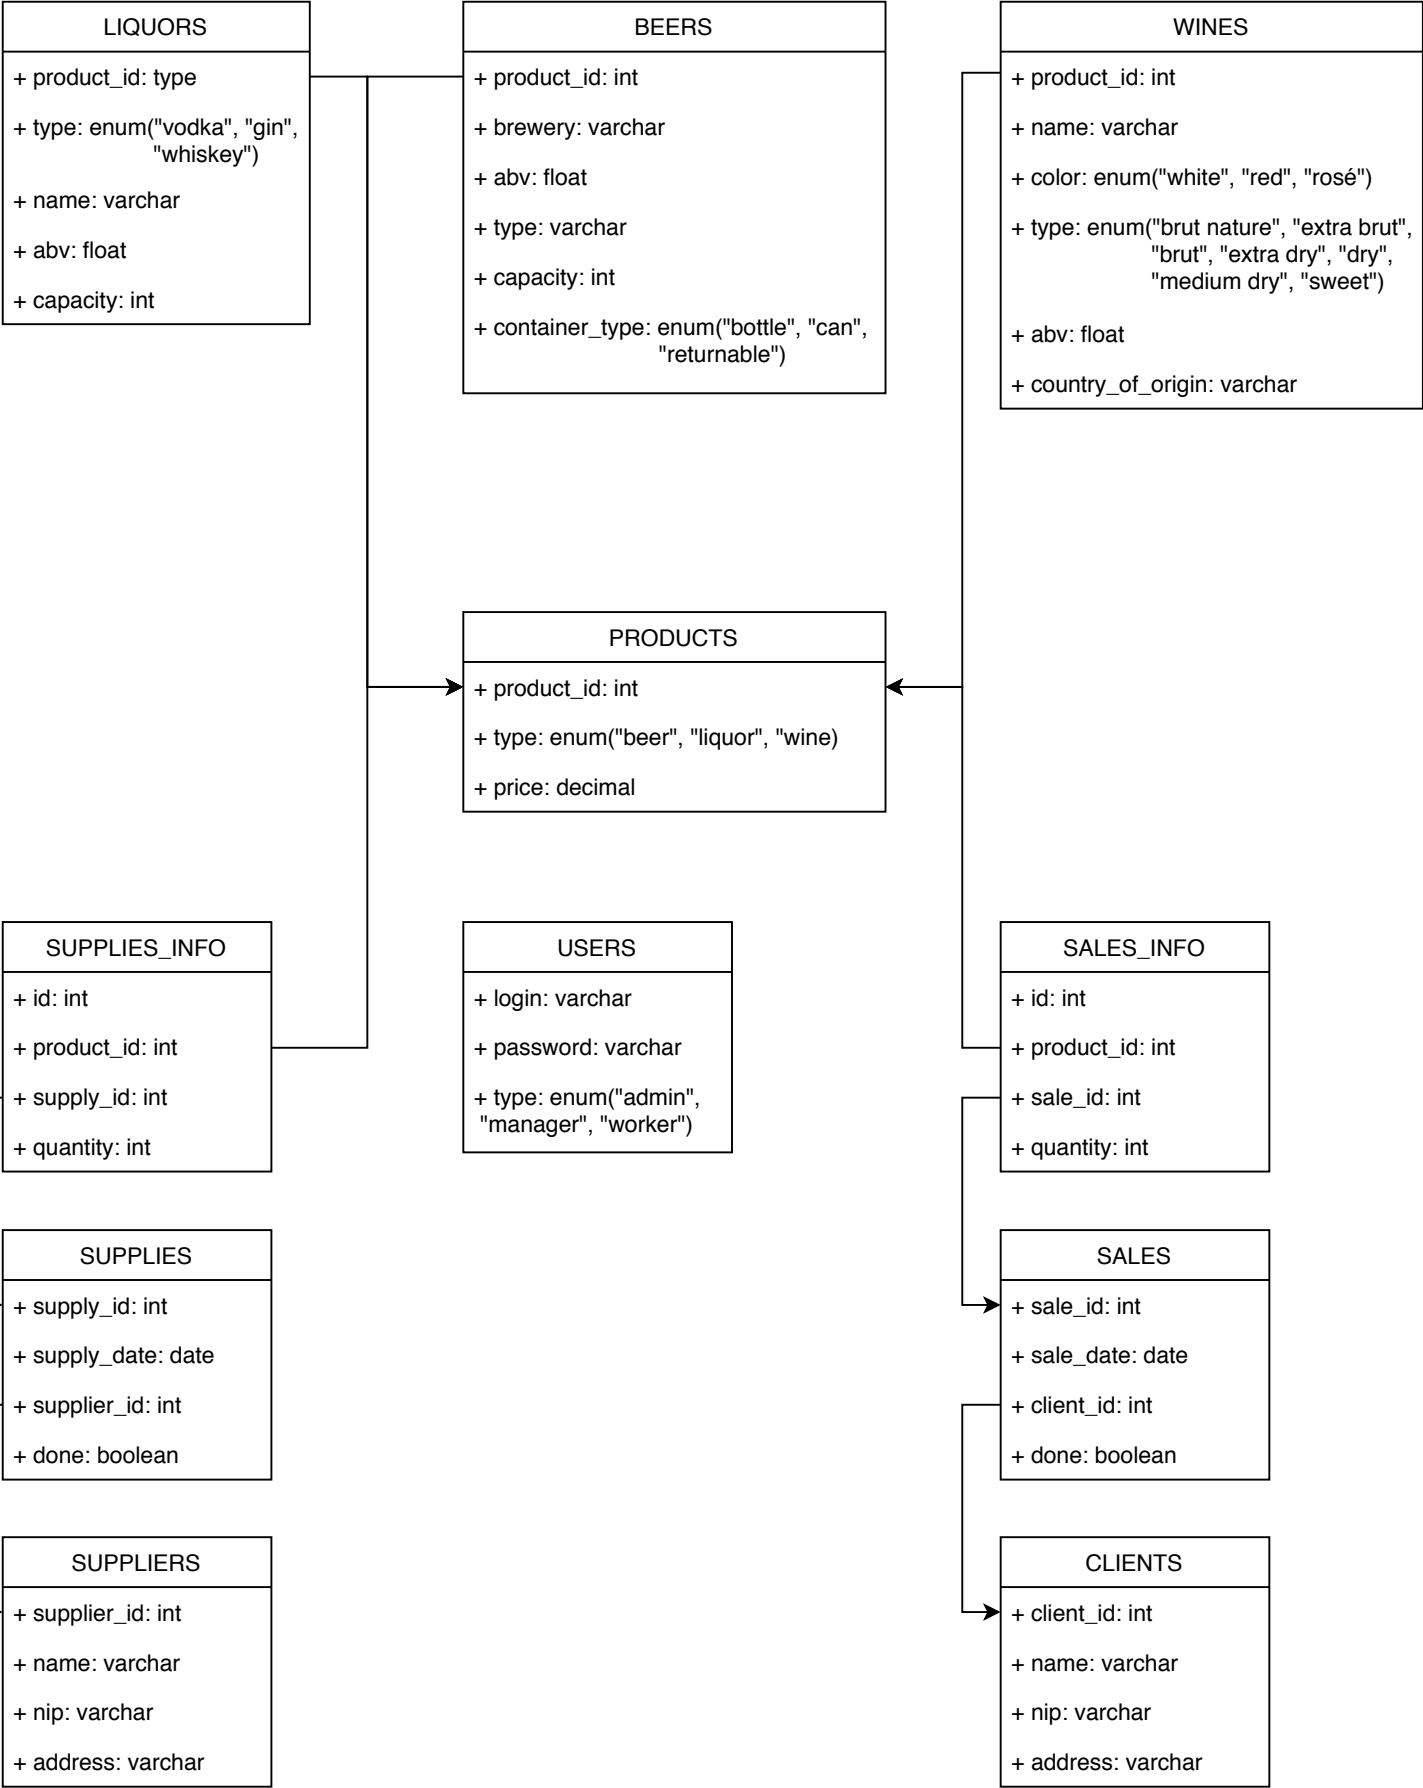 LIQUORS
+ product_id: type
+ type: enum("vodka", "gin",
"whiskey")
+ name: varchar
+ abv: float
+ capacity: int
BEERS
+ product_id: int
+ brewery: varchar
+ abv: float
+ type: varchar
+ capacity: int
+ container_type: enum("bottle", "can",
"returnable")
WINES
+ product_id: int
+ name: varchar
+ color: enum("white", "red", "rosé")
+ type: enum("brut nature", "extra brut",
"brut", "extra dry", "dry",
"medium dry", "sweet")
+ abv: float
+ country_of_origin: varchar
PRODUCTS
+ product_id: int
+ type: enum("beer", "liquor", "wine)
+ price: decimal
SUPPLIES_INFO
+ id: int
+ product_id: int
+ supply_id: int
+ quantity: int
USERS
+ login: varchar
+ password: varchar
+ type: enum("admin",
"manager", "worker")
SALES_INFO
+ id: int
+ product_id: int
+ sale_id: int
+ quantity: int
SUPPLIES
+ supply_id: int
+ supply_date: date
+ supplier_id: int
+ done: boolean
SALES
+ sale_id: int
+ sale_date: date
+ client_id: int
+ done: boolean
SUPPLIERS
+ supplier_id: int
+ name: varchar
+ nip: varchar
+ address: varchar
CLIENTS
+ client_id: int
+ name: varchar
+ nip: varchar
+ address: varchar